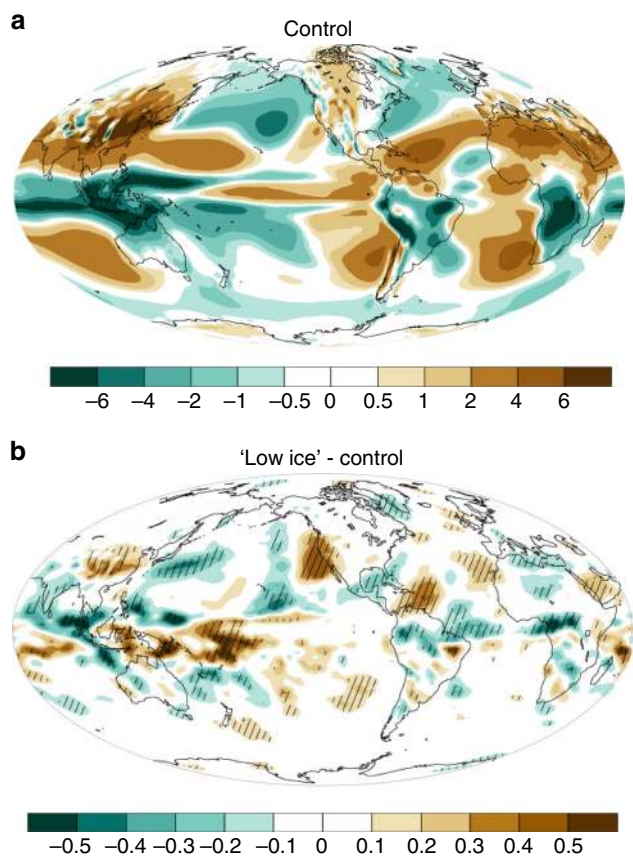 a
Control
−6 −4 −2 −1 −0.5 0 0.5 1 2 4 6
b
'Low ice' - control
−0.5 −0.4 −0.3 −0.2 −0.1 0 0.1 0.2 0.3 0.4 0.5